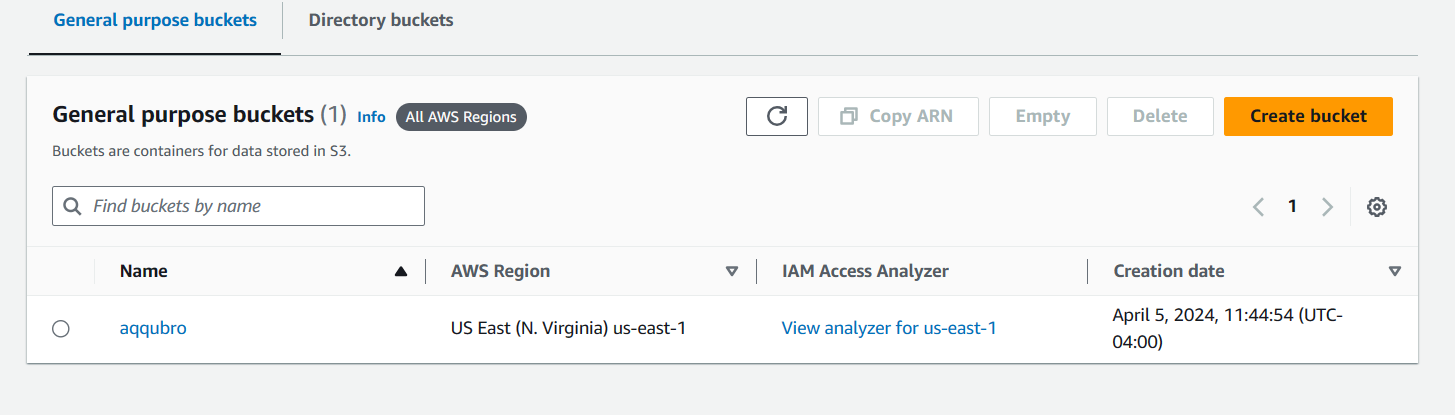 General purpose buckets Directory buckets
General purpose buckets (1) Info All AWS Regions Copy ARN Empty Delete Create bucket
Buckets are containers for data stored in S3.
Find buckets by name 1
Name AWS Region IAM Access Analyzer Creation date
aqqubro US East (N. Virginia) us-east-1 View analyzer for us-east-1 April 5, 2024, 11:44:54 (UTC-
04:00)